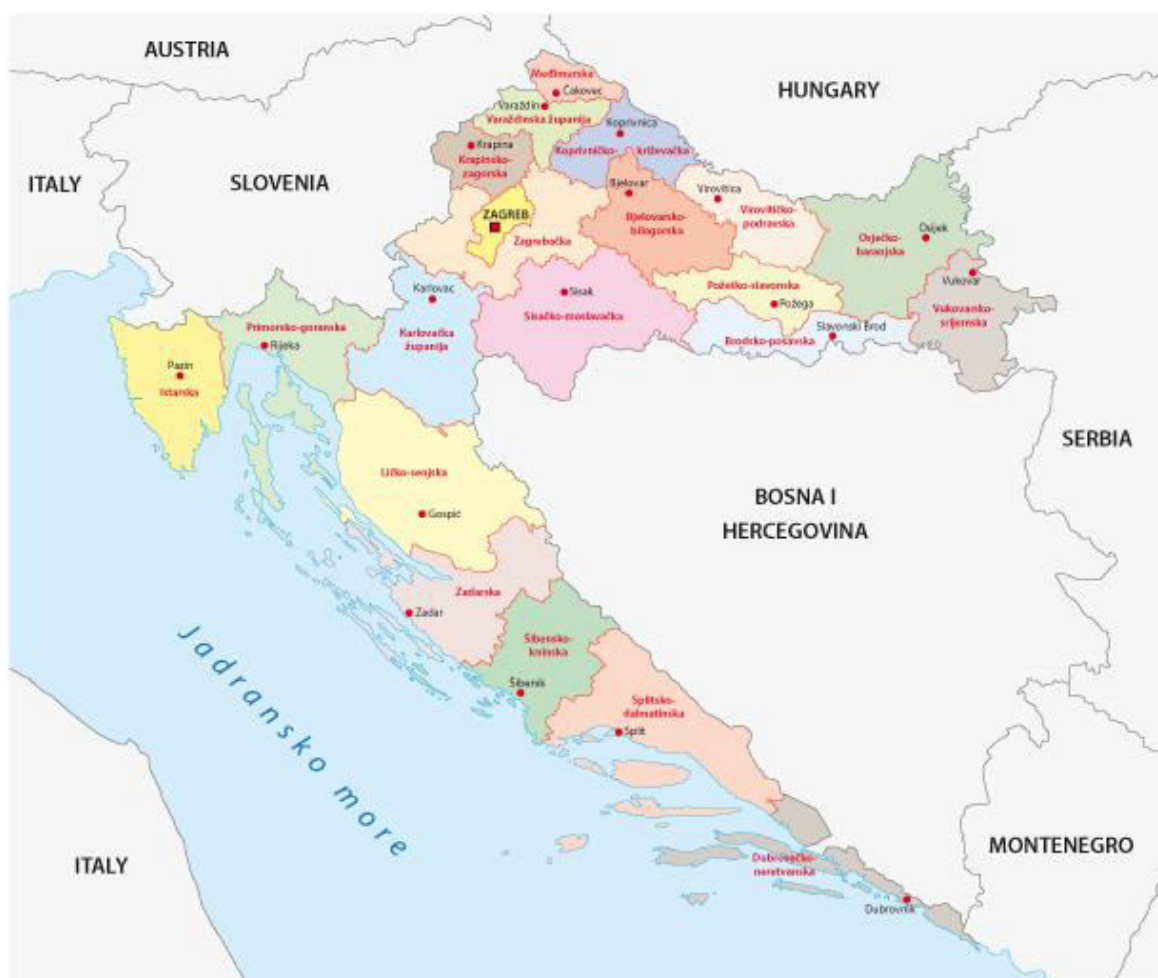 AUSTRIA
HUNGARY
ITALY
SLOVENIA
Međimurska
Čakovec
Varaždin
Varaždinska županija
Koprivnica
Koprivničko-
križevačka
Krapina
Krapinsko-
zagorska
ZAGREB
Zagrebačka
Bjelovar
Bjelovarsko-
bilogorska
Virovitica
Virovitičko-
podravska
Osječko-
baranjska
Osijek
Vukovar
Vukovarsko-
srijemska
Karlovac
Karlovačka
županija
Sisak
Sisačko-moslavačka
Požeško-slavonska
Požega
Slavonski Brod
Brodsko-posavska
Primorsko-goranska
Rijeka
Pazin
Istarska
SERBIA
Ličko-senjska
Gospić
BOSNA I
HERCEGOVINA
Zadarska
Zadar
Šibensko-
kninska
Šibenik
Splitsko-
dalmatinska
Split
Jadransko more
ITALY
MONTENEGRO
Dubrovačko-
neretvanska
Dubrovnik